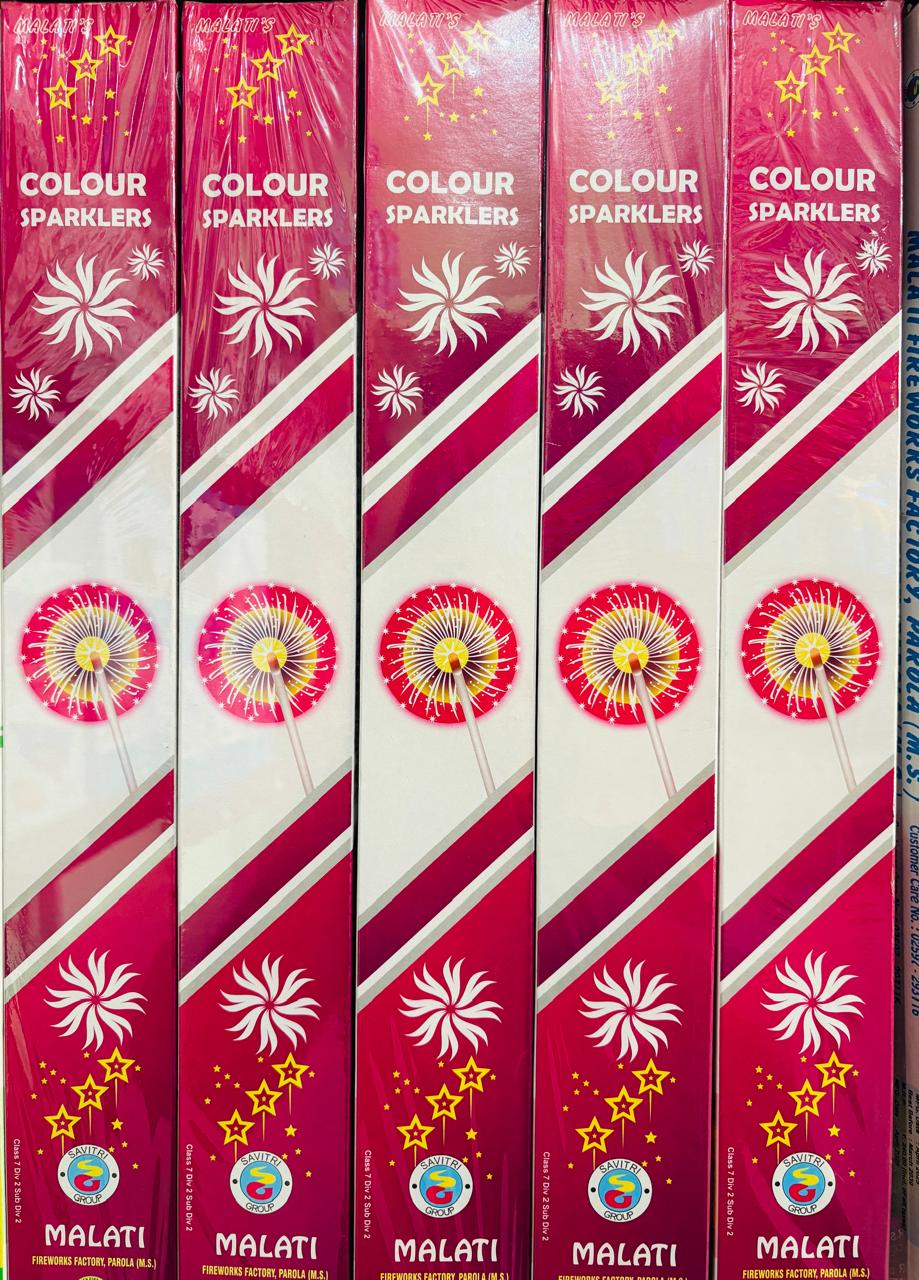 MALATI'S
COLOUR
SPARKLERS
Class 7 Div 2 Sub Div 2
SAVITRI
GROUP
MALATI
FIREWORKS FACTORY, PAROLA (M.S.)
MALATI'S
COLOUR
SPARKLERS
Class 7 Div 2 Sub Div 2
SAVITRI
GROUP
MALATI
FIREWORKS FACTORY, PAROLA (M.S.)
MALATI'S
COLOUR
SPARKLERS
Class 7 Div 2 Sub Div 2
SAVITRI
GROUP
MALATI
FIREWORKS FACTORY, PAROLA (M.S.)
MALATI'S
COLOUR
SPARKLERS
Class 7 Div 2 Sub Div 2
SAVITRI
GROUP
MALATI
FIREWORKS FACTORY, PAROLA (M.S.)
MALATI'S
COLOUR
SPARKLERS
Class 7 Div 2 Sub Div 2
SAVITRI
GROUP
MALATI
FIREWORKS FACTORY, PAROLA (M.S.)
FIREWORKS FACTORY, PAROLA (M.S.)
Customer Care No.